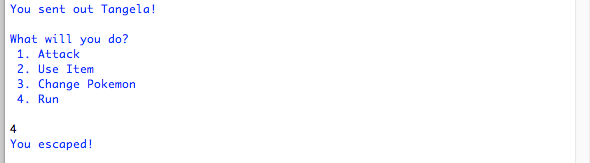 You sent out Tangela!
What will you do?
1. Attack
2. Use Item
3. Change Pokemon
4. Run
4
You escaped!